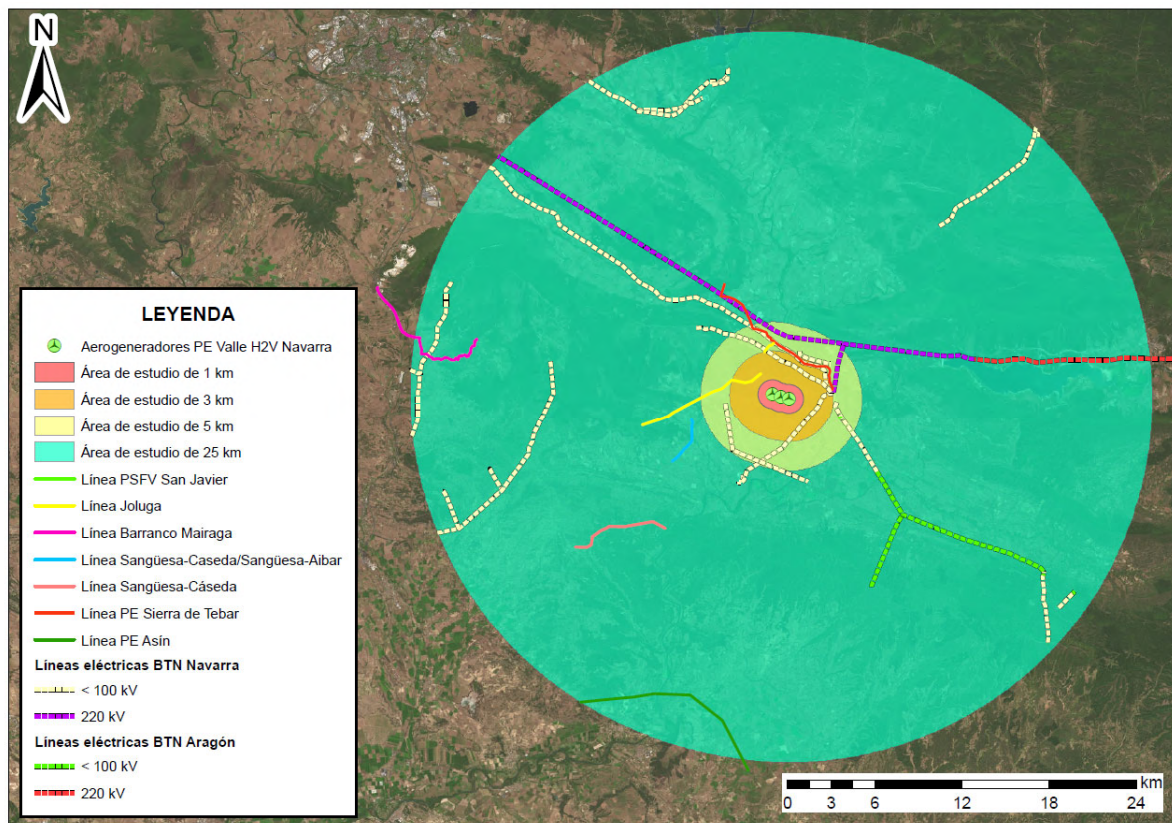 N
LEYENDA
Aerogeneradores PE Valle H2V Navarra
Área de estudio de 1 km
Área de estudio de 3 km
Área de estudio de 5 km
Área de estudio de 25 km
Línea PSFV San Javier
Línea Joluga
Línea Barranco Mairaga
Línea Sangüesa-Caseda/Sangüesa-Aibar
Línea Sangüesa-Cáseda
Línea PE Sierra de Tebar
Línea PE Asín
Líneas eléctricas BTN Navarra
< 100 kV
220 kV
Líneas eléctricas BTN Aragón
< 100 kV
220 kV
km
0 3 6 12 18 24